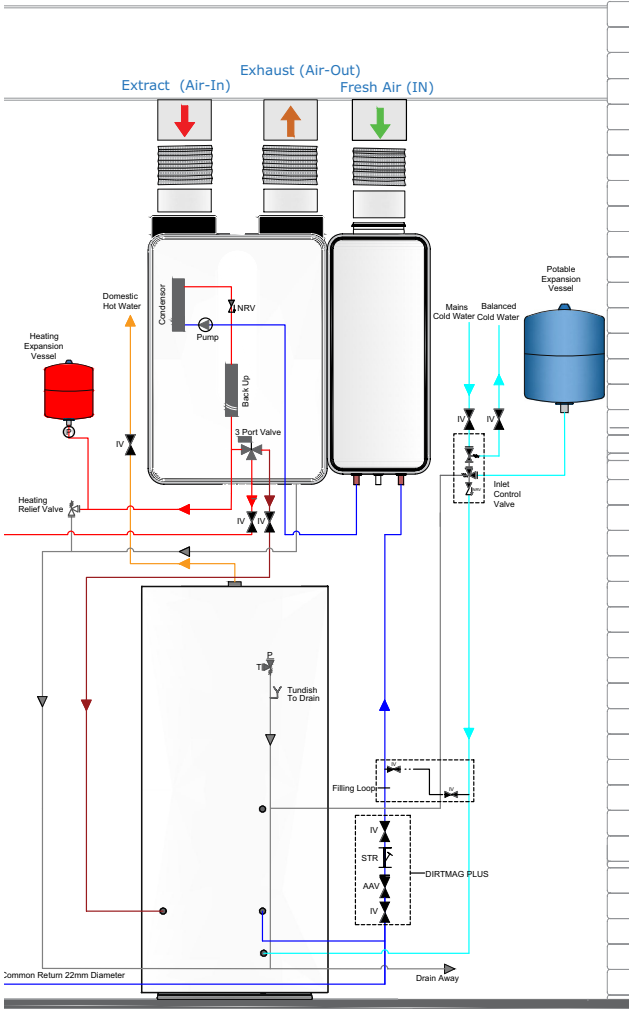 Exhaust (Air-Out)
Extract (Air-In)
Fresh Air (IN)
Potable
Expansion
Vessel
Domestic
Hot Water
Mains
Cold Water
Balanced
Cold Water
Condensor
NRV
Pump
Heating
Expansion
Vessel
P
Back Up
IV
IV
IV
3 Port Valve
Inlet
Control
Valve
NRV
Heating
Relief Valve
IV
IV
P
T
Tundish
To Drain
IV
Filling Loop
IV
IV
STR
DIRTMAG PLUS
AAV
IV
Common Return 22mm Diameter
Drain Away